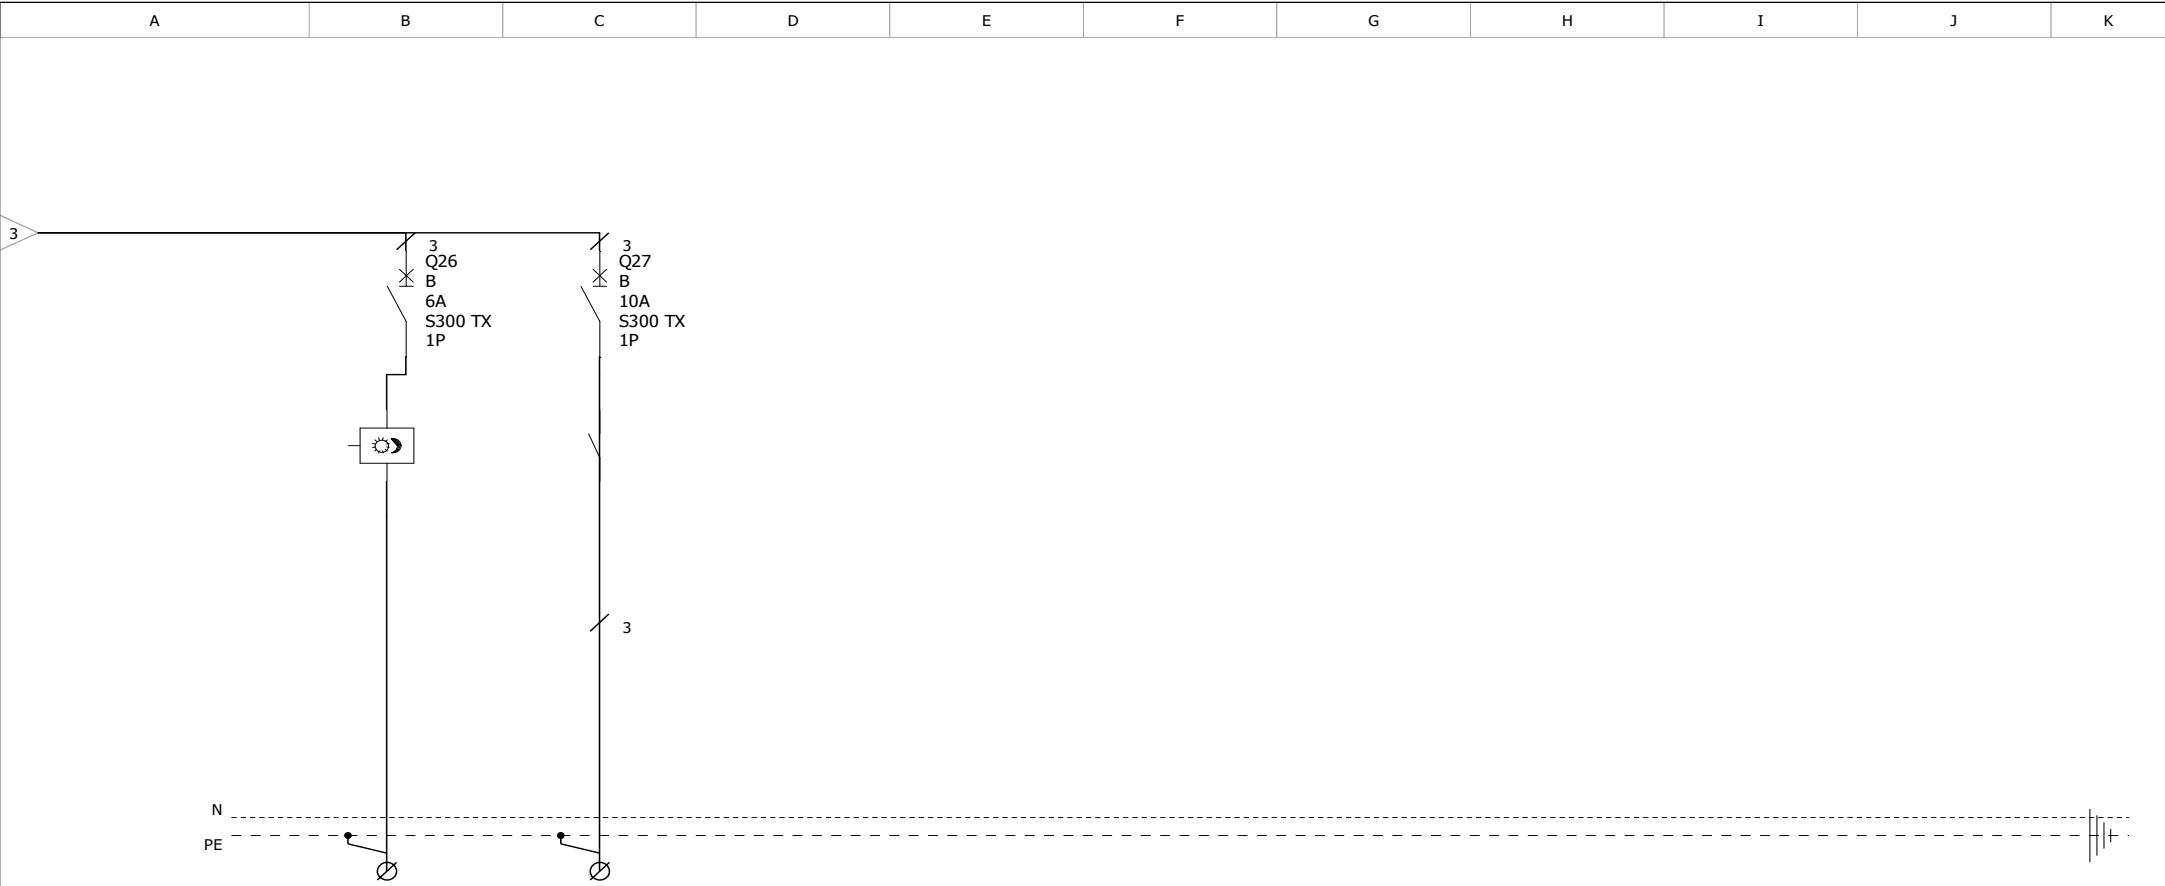 A B C D E F G H I J K
3
3
Q26
B
6A
S300 TX
1P
3
Q27
B
10A
S300 TX
1P
3
N
PE